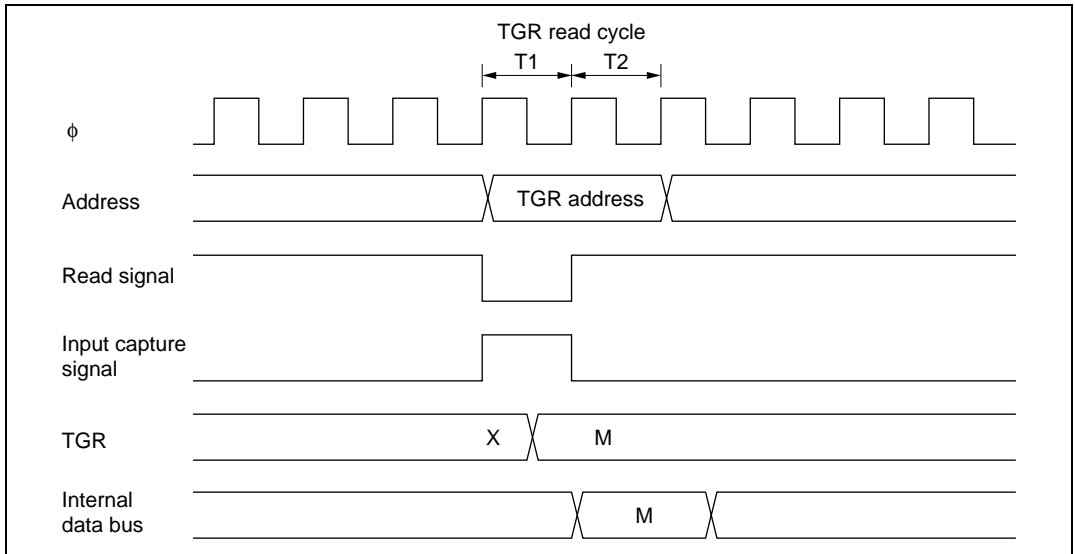 TGR read cycle
T1 T2
ϕ
Address
TGR address
Read signal
Input capture
signal
TGR
X M
Internal
data bus
M